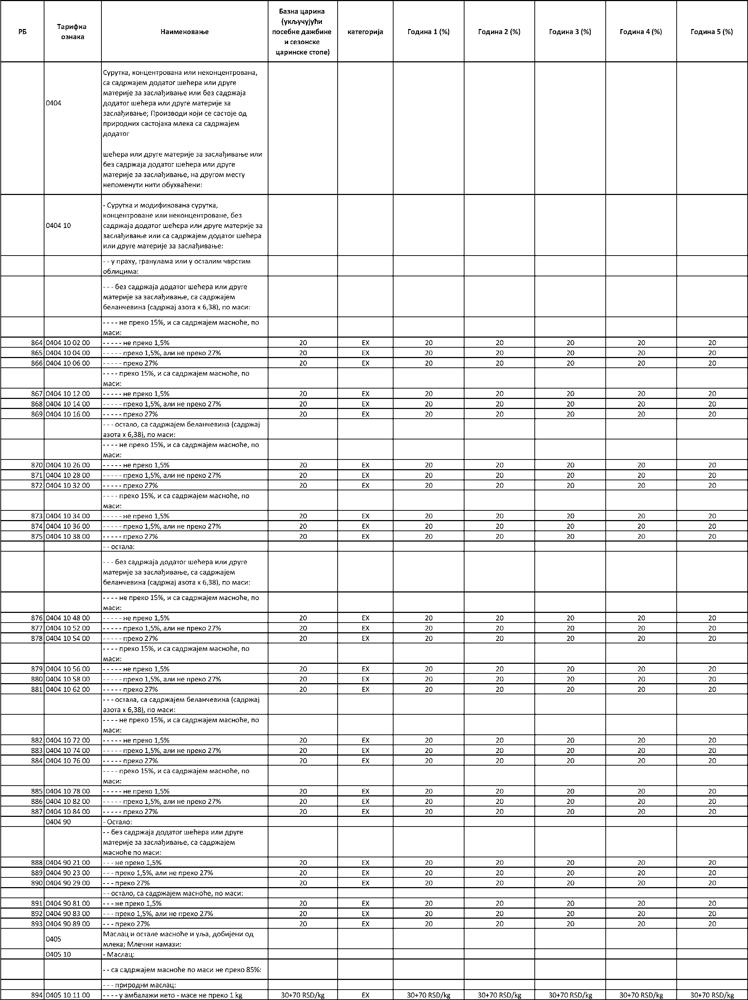 РБ Тарифна ознака Наименовање Базна царина (укључујући посебне дажбине и сезонске царинске стопе) категорија Година 1 (%) Година 2 (%) Година 3 (%) Година 4 (%) Година 5 (%)
0404
Сурутка, концентрована или неконцентрована,
са садржајем додатог шећера или друге
материје за заслађивање или без садржаја
додатог шећера или друге материје за
заслађивање; Производи који се састоје од
природних састојака млека са садржајем
додатог
шећера или друге материје за заслађивање или
без садржаја додатог шећера или друге
материје за заслађивање, на другом месту
непоменути нити обухваћени:
0404 10
- Сурутка и модификована сурутка,
концентроване или неконцентроване, без
садржаја додатог шећера или друге материје за
заслађивање или са садржајем додатог шећера
или друге материје за заслађивање:
- - у праху, гранулама или у осталим чврстим
облицима:
- - - без садржаја додатог шећера или друге
материје за заслађивање, са садржајем
беланчевина (садржај азота x 6,38), по маси:
- - - - не преко 15%, и са садржајем масноће, по
маси:
864 0404 10 02 00 - - - - - не преко 1,5% 20 EX 20 20 20 20 20
865 0404 10 04 00 - - - - - преко 1,5%, али не преко 27% 20 EX 20 20 20 20 20
866 0404 10 06 00 - - - - - преко 27% 20 EX 20 20 20 20 20
- - - - преко 15%, и са садржајем масноће, по
маси:
867 0404 10 12 00 - - - - - не преко 1,5% 20 EX 20 20 20 20 20
868 0404 10 14 00 - - - - - преко 1,5%, али не преко 27% 20 EX 20 20 20 20 20
869 0404 10 16 00 - - - - - преко 27% 20 EX 20 20 20 20 20
- - - остало, са садржајем беланчевина (садржај
азота x 6,38), по маси:
- - - - не преко 15%, и са садржајем масноће, по
маси:
870 0404 10 26 00 - - - - - не преко 1,5% 20 EX 20 20 20 20 20
871 0404 10 28 00 - - - - - преко 1,5%, али не преко 27% 20 EX 20 20 20 20 20
872 0404 10 32 00 - - - - - преко 27% 20 EX 20 20 20 20 20
- - - - преко 15%, и са садржајем масноће, по
маси:
873 0404 10 34 00 - - - - - не преко 1,5% 20 EX 20 20 20 20 20
874 0404 10 36 00 - - - - - преко 1,5%, али не преко 27% 20 EX 20 20 20 20 20
875 0404 10 38 00 - - - - - преко 27% 20 EX 20 20 20 20 20
- - остала:
- - - без садржаја додатог шећера или друге
материје за заслађивање, са садржајем
беланчевина (садржај азота x 6,38), по маси:
- - - - не преко 15%, и са садржајем масноће, по
маси:
876 0404 10 48 00 - - - - - не преко 1,5% 20 EX 20 20 20 20 20
877 0404 10 52 00 - - - - - преко 1,5%, али не преко 27% 20 EX 20 20 20 20 20
878 0404 10 54 00 - - - - - преко 27% 20 EX 20 20 20 20 20
- - - - преко 15%, и са садржајем масноће, по
маси:
879 0404 10 56 00 - - - - - не преко 1,5% 20 EX 20 20 20 20 20
880 0404 10 58 00 - - - - - преко 1,5%, али не преко 27% 20 EX 20 20 20 20 20
881 0404 10 62 00 - - - - - преко 27% 20 EX 20 20 20 20 20
- - - остала, са садржајем беланчевина (садржај
азота x 6,38), по маси:
- - - - не преко 15%, и са садржајем масноће, по
маси:
882 0404 10 72 00 - - - - - не преко 1,5% 20 EX 20 20 20 20 20
883 0404 10 74 00 - - - - - преко 1,5%, али не преко 27% 20 EX 20 20 20 20 20
884 0404 10 76 00 - - - - - преко 27% 20 EX 20 20 20 20 20
- - - - преко 15%, и са садржајем масноће, по
маси:
885 0404 10 78 00 - - - - - не преко 1,5% 20 EX 20 20 20 20 20
886 0404 10 82 00 - - - - - преко 1,5%, али не преко 27% 20 EX 20 20 20 20 20
887 0404 10 84 00 - - - - - преко 27% 20 EX 20 20 20 20 20
0404 90 - Остало:
- - без садржаја додатог шећера или друге
материје за заслађивање, са садржајем
масноће по маси:
888 0404 90 21 00 - - - не преко 1,5% 20 EX 20 20 20 20 20
889 0404 90 23 00 - - - преко 1,5%, али не преко 27% 20 EX 20 20 20 20 20
890 0404 90 29 00 - - - преко 27% 20 EX 20 20 20 20 20
- - остало, са садржајем масноће, по маси:
891 0404 90 81 00 - - - не преко 1,5% 20 EX 20 20 20 20 20
892 0404 90 83 00 - - - преко 1,5%, али не преко 27% 20 EX 20 20 20 20 20
893 0404 90 89 00 - - - преко 27% 20 EX 20 20 20 20 20
0405
Маслац и остале масноће и уља, добијени од
млека; Млечни намази:
0405 10 - Маслац:
- - са садржајем масноће по маси не преко 85%:
- - - природни маслац:
894 0405 10 11 00 - - - - у амбалажи нето - масе не преко 1 kg 30+70 RSD/kg EX 30+70 RSD/kg 30+70 RSD/kg 30+70 RSD/kg 30+70 RSD/kg 30+70 RSD/kg